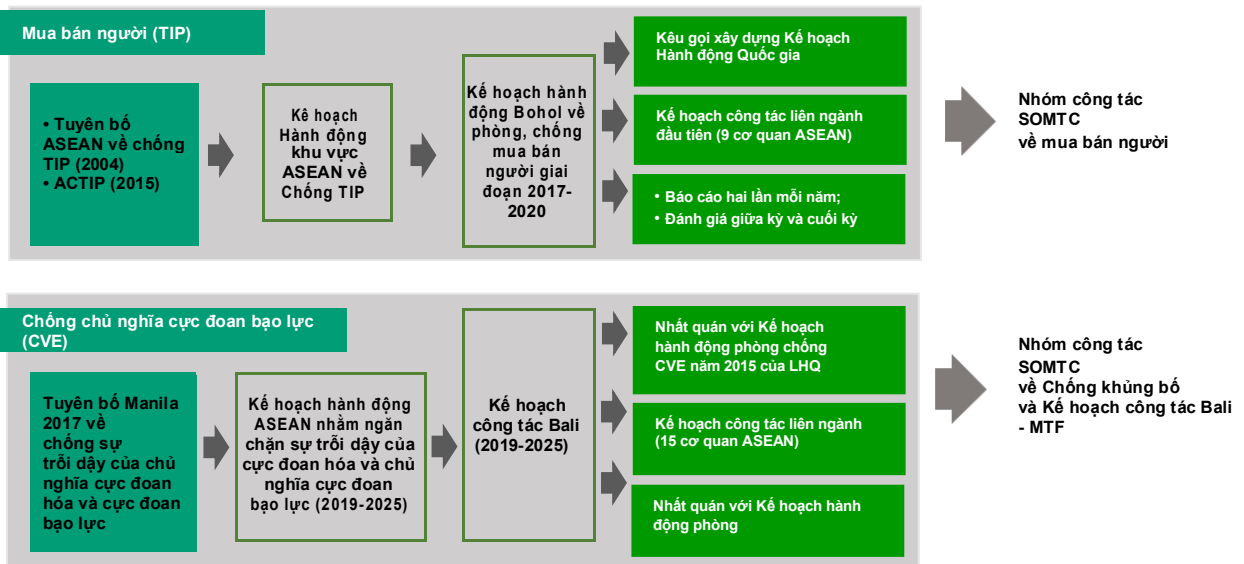 Mua bán người (TIP)
• Tuyên bố
ASEAN về chống
TIP (2004)
• ACTIP (2015)
Kế hoạch
Hành động
khu vực
ASEAN về
Chống TIP
Kế hoạch hành
động Bohol về
phòng, chống
mua bán
người giai
đoạn 2017-
2020
Kêu gọi xây dựng Kế hoạch
Hành động Quốc gia
Kế hoạch công tác liên ngành
đầu tiên (9 cơ quan ASEAN)
• Báo cáo hai lần mỗi năm;
• Đánh giá giữa kỳ và cuối kỳ
Nhóm công tác
SOMTC
về mua bán người
Chống chủ nghĩa cực đoan bạo lực
(CVE)
Tuyên bố Manila
2017 về
chống sự
trỗi dậy của chủ
nghĩa cực đoan
hóa và cực đoan
bạo lực
Kế hoạch hành động
ASEAN nhằm ngăn
chặn sự trỗi dậy của
cực đoan hóa và chủ
nghĩa cực đoan
bạo lực (2019-2025)
Kế hoạch
công tác Bali
(2019-2025)
Nhất quán với Kế hoạch
hành động phòng chống
CVE năm 2015 của LHQ
Kế hoạch công tác liên ngành
(15 cơ quan ASEAN)
Nhất quán với Kế hoạch hành
động phòng
Nhóm công tác
SOMTC
về Chống khủng bố
và Kế hoạch công tác Bali
- MTF